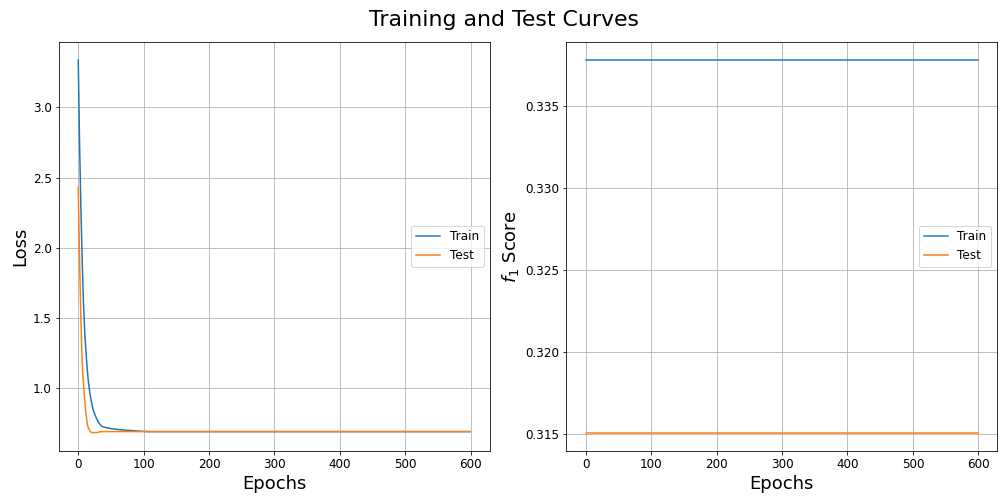 Training and Test Curves
Loss
3.0
2.5
2.0
1.5
1.0
0 100 200 300 400 500 600
Epochs
Train
Test
f1 Score
0.335
0.330
0.325
0.320
0.315
0 100 200 300 400 500 600
Epochs
Train
Test